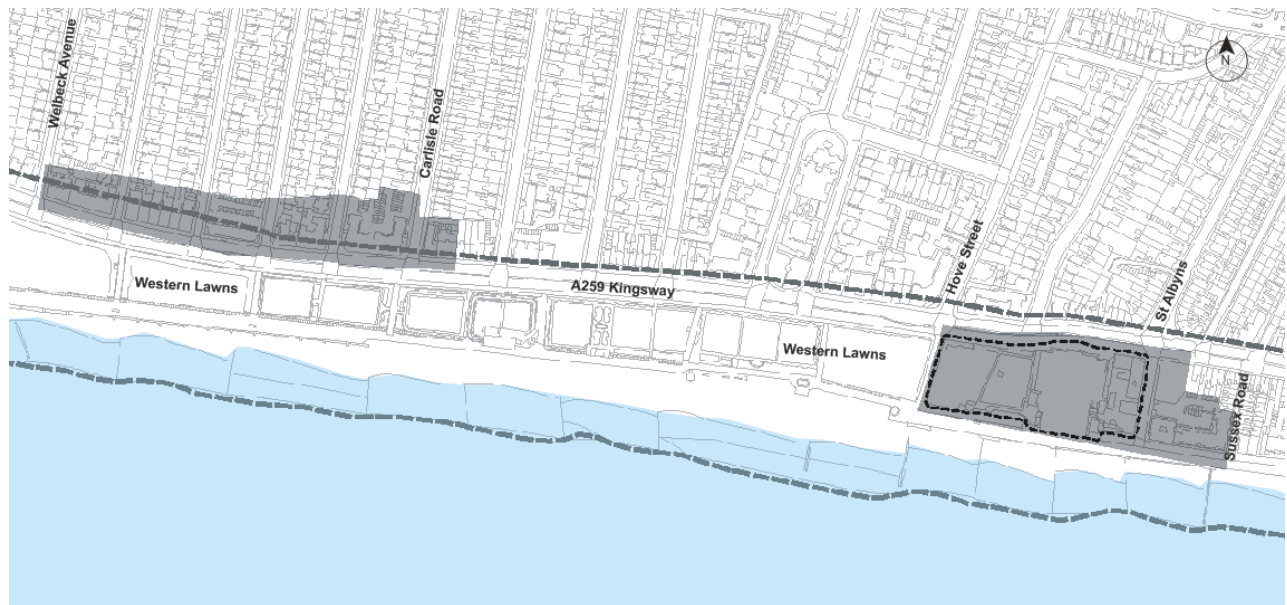 Welbeck Avenue
Carlisle Road
N
Hove Street
St Albyns
Western Lawns
A259 Kingsway
Western Lawns
Sussex Road